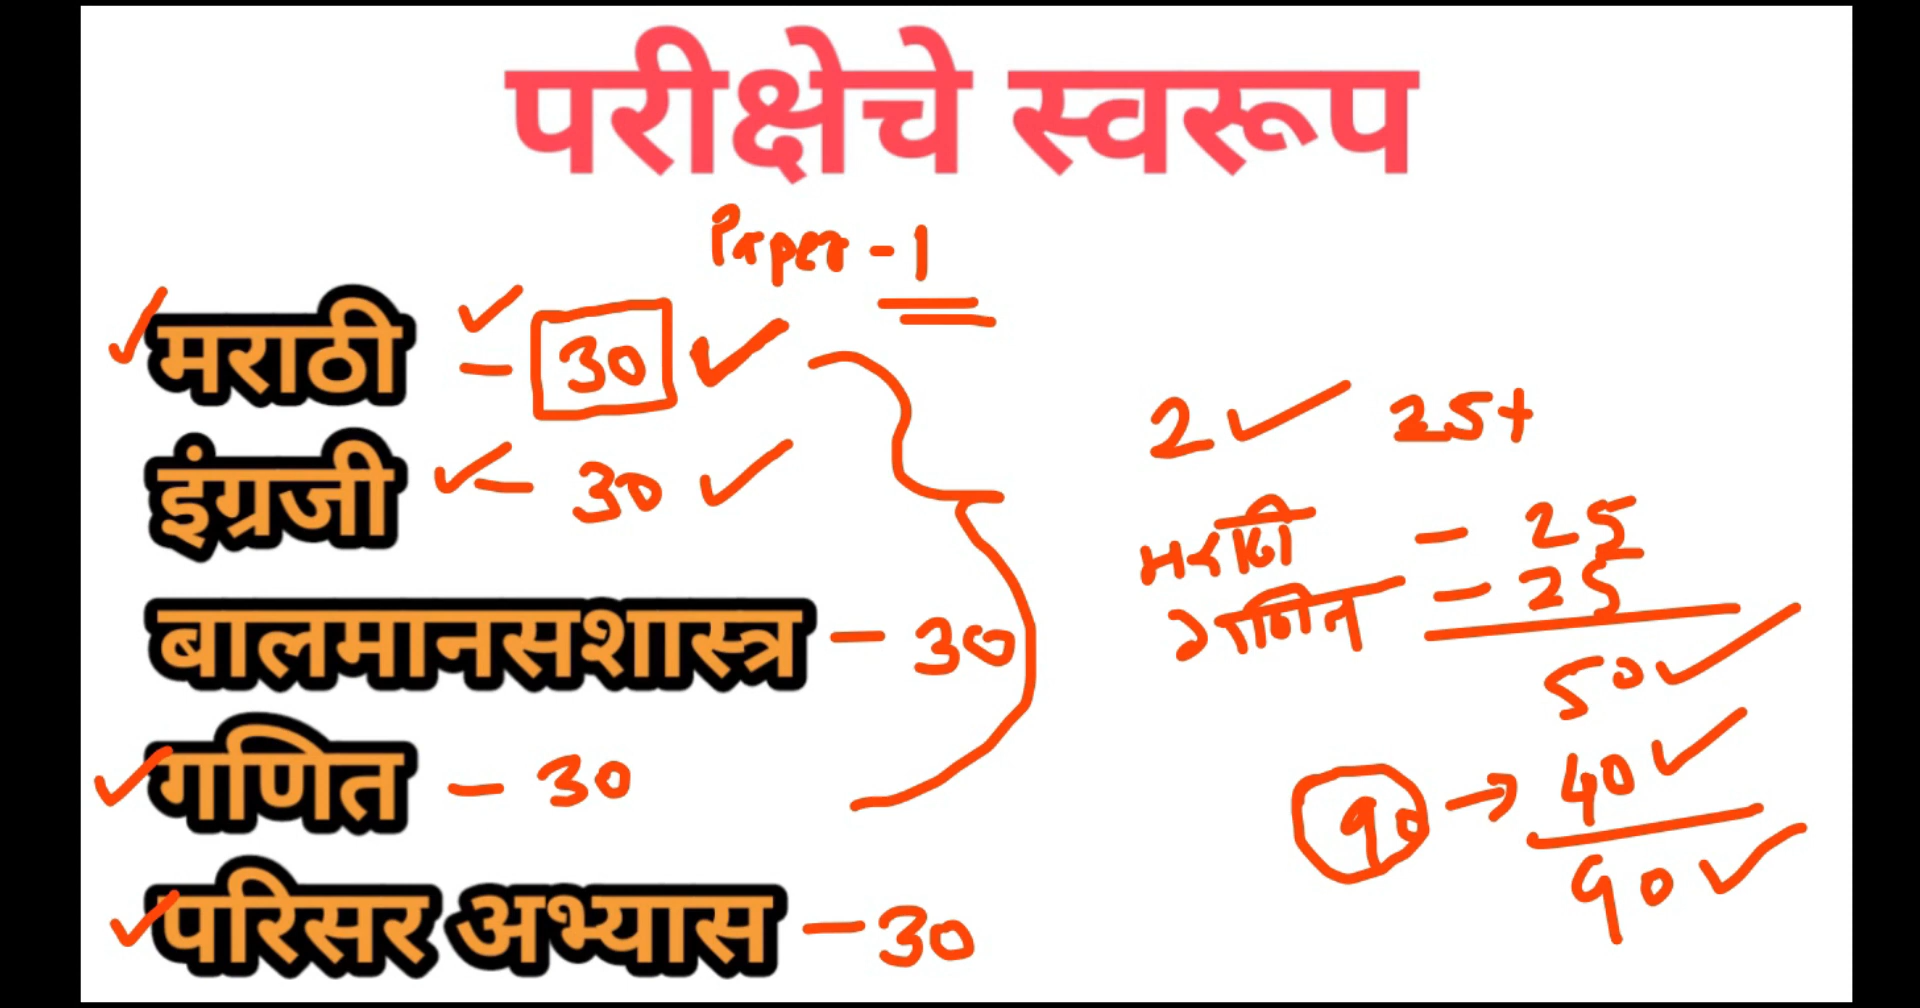 परीक्षेचे स्वरूप
Paper - 1
मराठी - 30
इंग्रजी - 30
बालमानसशास्त्र - 30
गणित - 30
परिसर अभ्यास - 30
2 25+
मराठी - 25
गणित - 25
50
90 → 40
90